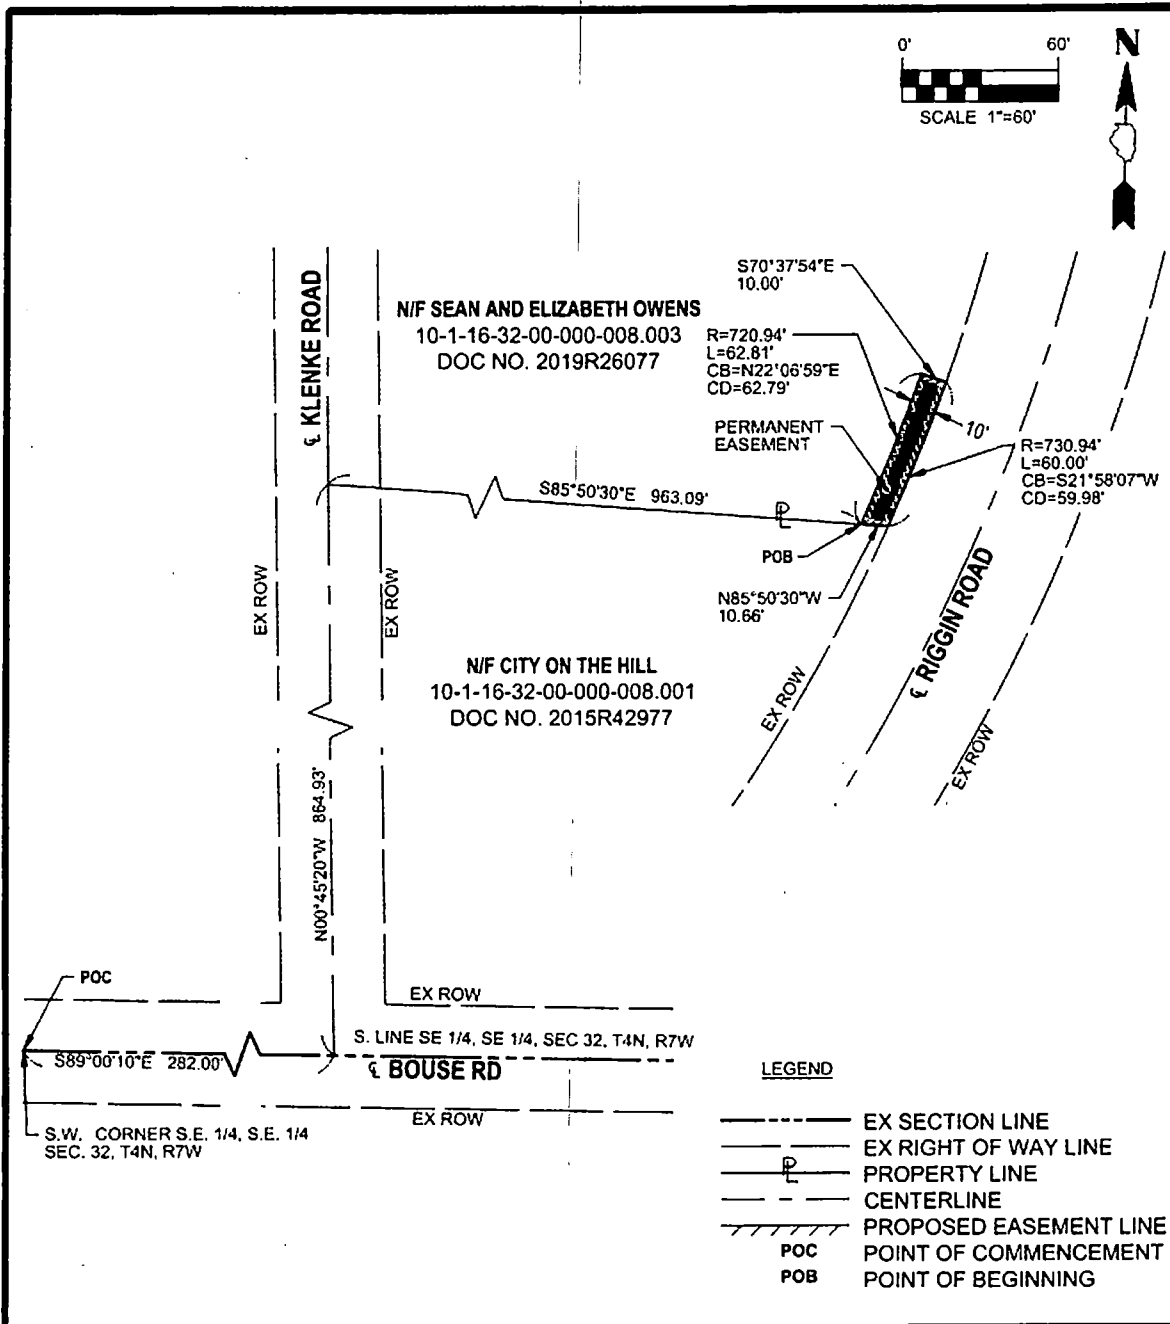 0' 60'
N
SCALE 1"=60'
S70°37'54"E
10.00'
℄ KLENKE ROAD
N/F SEAN AND ELIZABETH OWENS
10-1-16-32-00-000-008.003
DOC NO. 2019R26077
R=720.94'
L=62.81'
CB=N22°06'59"E
CD=62.79'
PERMANENT
EASEMENT
10'
R=730.94'
L=60.00'
CB=S21°58'07"W
CD=59.98'
S85°50'30"E 963.09'
PL
POB
N85°50'30"W
10.66'
EX ROW
EX ROW
℄ RIGGIN ROAD
N/F CITY ON THE HILL
10-1-16-32-00-000-008.001
DOC NO. 2015R42977
EX ROW
EX ROW
N00°45'20"W 864.93'
POC
EX ROW
S. LINE SE 1/4, SE 1/4, SEC 32, T4N, R7W
S89°00'10"E 282.00'
℄ BOUSE RD
EX ROW
S.W. CORNER S.E. 1/4, S.E. 1/4
SEC. 32, T4N, R7W
LEGEND
EX SECTION LINE
EX RIGHT OF WAY LINE
PL PROPERTY LINE
CENTERLINE
PROPOSED EASEMENT LINE
POC POINT OF COMMENCEMENT
POB POINT OF BEGINNING